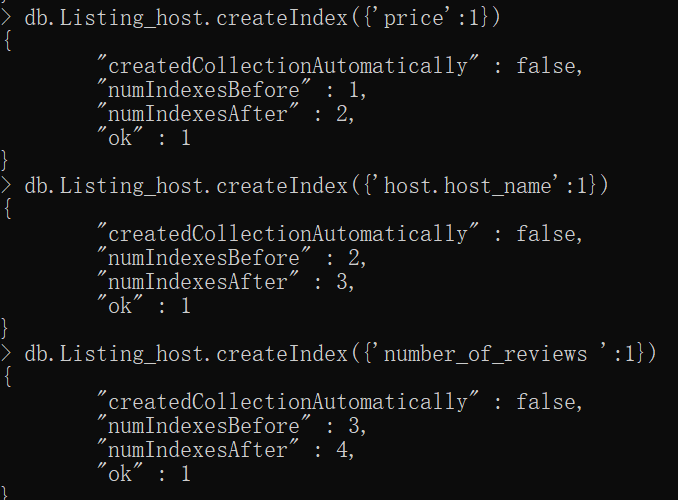 > db.Listing_host.createIndex({'price':1})
{
        "createdCollectionAutomatically" : false,
        "numIndexesBefore" : 1,
        "numIndexesAfter" : 2,
        "ok" : 1
}
> db.Listing_host.createIndex({'host.host_name':1})
{
        "createdCollectionAutomatically" : false,
        "numIndexesBefore" : 2,
        "numIndexesAfter" : 3,
        "ok" : 1
}
> db.Listing_host.createIndex({'number_of_reviews ':1})
{
        "createdCollectionAutomatically" : false,
        "numIndexesBefore" : 3,
        "numIndexesAfter" : 4,
        "ok" : 1
}